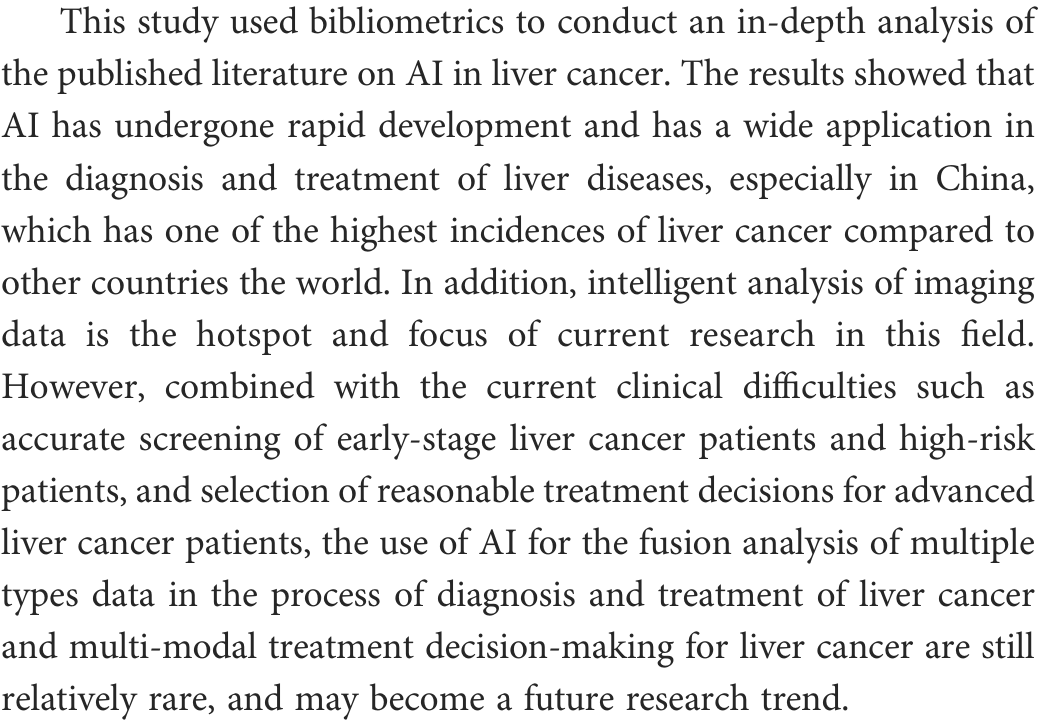 This study used bibliometrics to conduct an in-depth analysis of
the published literature on AI in liver cancer. The results showed that
AI has undergone rapid development and has a wide application in
the diagnosis and treatment of liver diseases, especially in China,
which has one of the highest incidences of liver cancer compared to
other countries the world. In addition, intelligent analysis of imaging
data is the hotspot and focus of current research in this field.
However, combined with the current clinical difficulties such as
accurate screening of early-stage liver cancer patients and high-risk
patients, and selection of reasonable treatment decisions for advanced
liver cancer patients, the use of AI for the fusion analysis of multiple
types data in the process of diagnosis and treatment of liver cancer
and multi-modal treatment decision-making for liver cancer are still
relatively rare, and may become a future research trend.